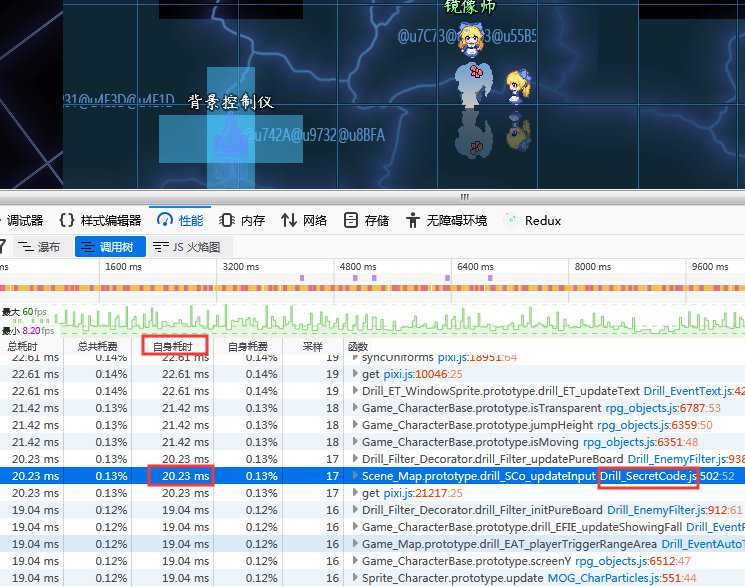 镜像师
@u7C73@u
3@u55B5
31@u4E3D@u4E1D
背景控制仪
@u742A@u9732@u8BFA
调试器 样式编辑器 性能 内存 网络 存储 无障碍环境 Redux
瀑布 调用树 JS 火焰图
ms 1600 ms 3200 ms 4800 ms 6400 ms 8000 ms 9600 ms
最大 60 fps
最小 8.20 fps
总耗时 总共耗费 自身耗时 自身耗费 采样 函数
22.61 ms 0.14% 22.61 ms 0.14% 19 syncUniforms pixi.js:18951:64
22.61 ms 0.14% 22.61 ms 0.14% 19 get pixi.js:10046:25
22.61 ms 0.14% 22.61 ms 0.14% 19 Drill_ET_WindowSprite.prototype.drill_ET_updateText Drill_EventText.js:42
21.42 ms 0.13% 21.42 ms 0.13% 18 Game_CharacterBase.prototype.isTransparent rpg_objects.js:6787:53
21.42 ms 0.13% 21.42 ms 0.13% 18 Game_CharacterBase.prototype.jumpHeight rpg_objects.js:6359:50
21.42 ms 0.13% 21.42 ms 0.13% 18 Game_CharacterBase.prototype.isMoving rpg_objects.js:6351:48
20.23 ms 0.13% 20.23 ms 0.13% 17 Drill_Filter_Decorator.drill_Filter_updatePureBoard Drill_EnemyFilter.js:938
20.23 ms 0.13% 20.23 ms 0.13% 17 Scene_Map.prototype.drill_SCo_updateInput Drill_SecretCode.js:502:52
20.23 ms 0.13% 20.23 ms 0.13% 17 get pixi.js:21217:25
19.04 ms 0.12% 19.04 ms 0.12% 16 Drill_Filter_Decorator.drill_Filter_initPureBoard Drill_EnemyFilter.js:912:61
19.04 ms 0.12% 19.04 ms 0.12% 16 Game_CharacterBase.prototype.drill_EFIE_updateShowingFall Drill_EventF
19.04 ms 0.12% 19.04 ms 0.12% 16 Game_Map.prototype.drill_EAT_playerTriggerRangeArea Drill_EventAutoT
19.04 ms 0.12% 19.04 ms 0.12% 16 Game_CharacterBase.prototype.screenY rpg_objects.js:6512:47
19.04 ms 0.12% 19.04 ms 0.12% 16 Sprite_Character.prototype.update MOG_CharParticles.js:551:44